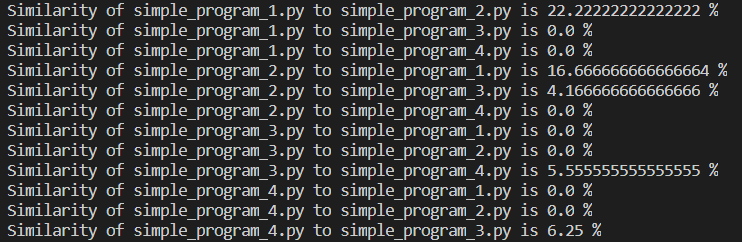 Similarity of simple_program_1.py to simple_program_2.py is 22.22222222222222 %
Similarity of simple_program_1.py to simple_program_3.py is 0.0 %
Similarity of simple_program_1.py to simple_program_4.py is 0.0 %
Similarity of simple_program_2.py to simple_program_1.py is 16.666666666666664 %
Similarity of simple_program_2.py to simple_program_3.py is 4.166666666666666 %
Similarity of simple_program_2.py to simple_program_4.py is 0.0 %
Similarity of simple_program_3.py to simple_program_1.py is 0.0 %
Similarity of simple_program_3.py to simple_program_2.py is 0.0 %
Similarity of simple_program_3.py to simple_program_4.py is 5.555555555555555 %
Similarity of simple_program_4.py to simple_program_1.py is 0.0 %
Similarity of simple_program_4.py to simple_program_2.py is 0.0 %
Similarity of simple_program_4.py to simple_program_3.py is 6.25 %